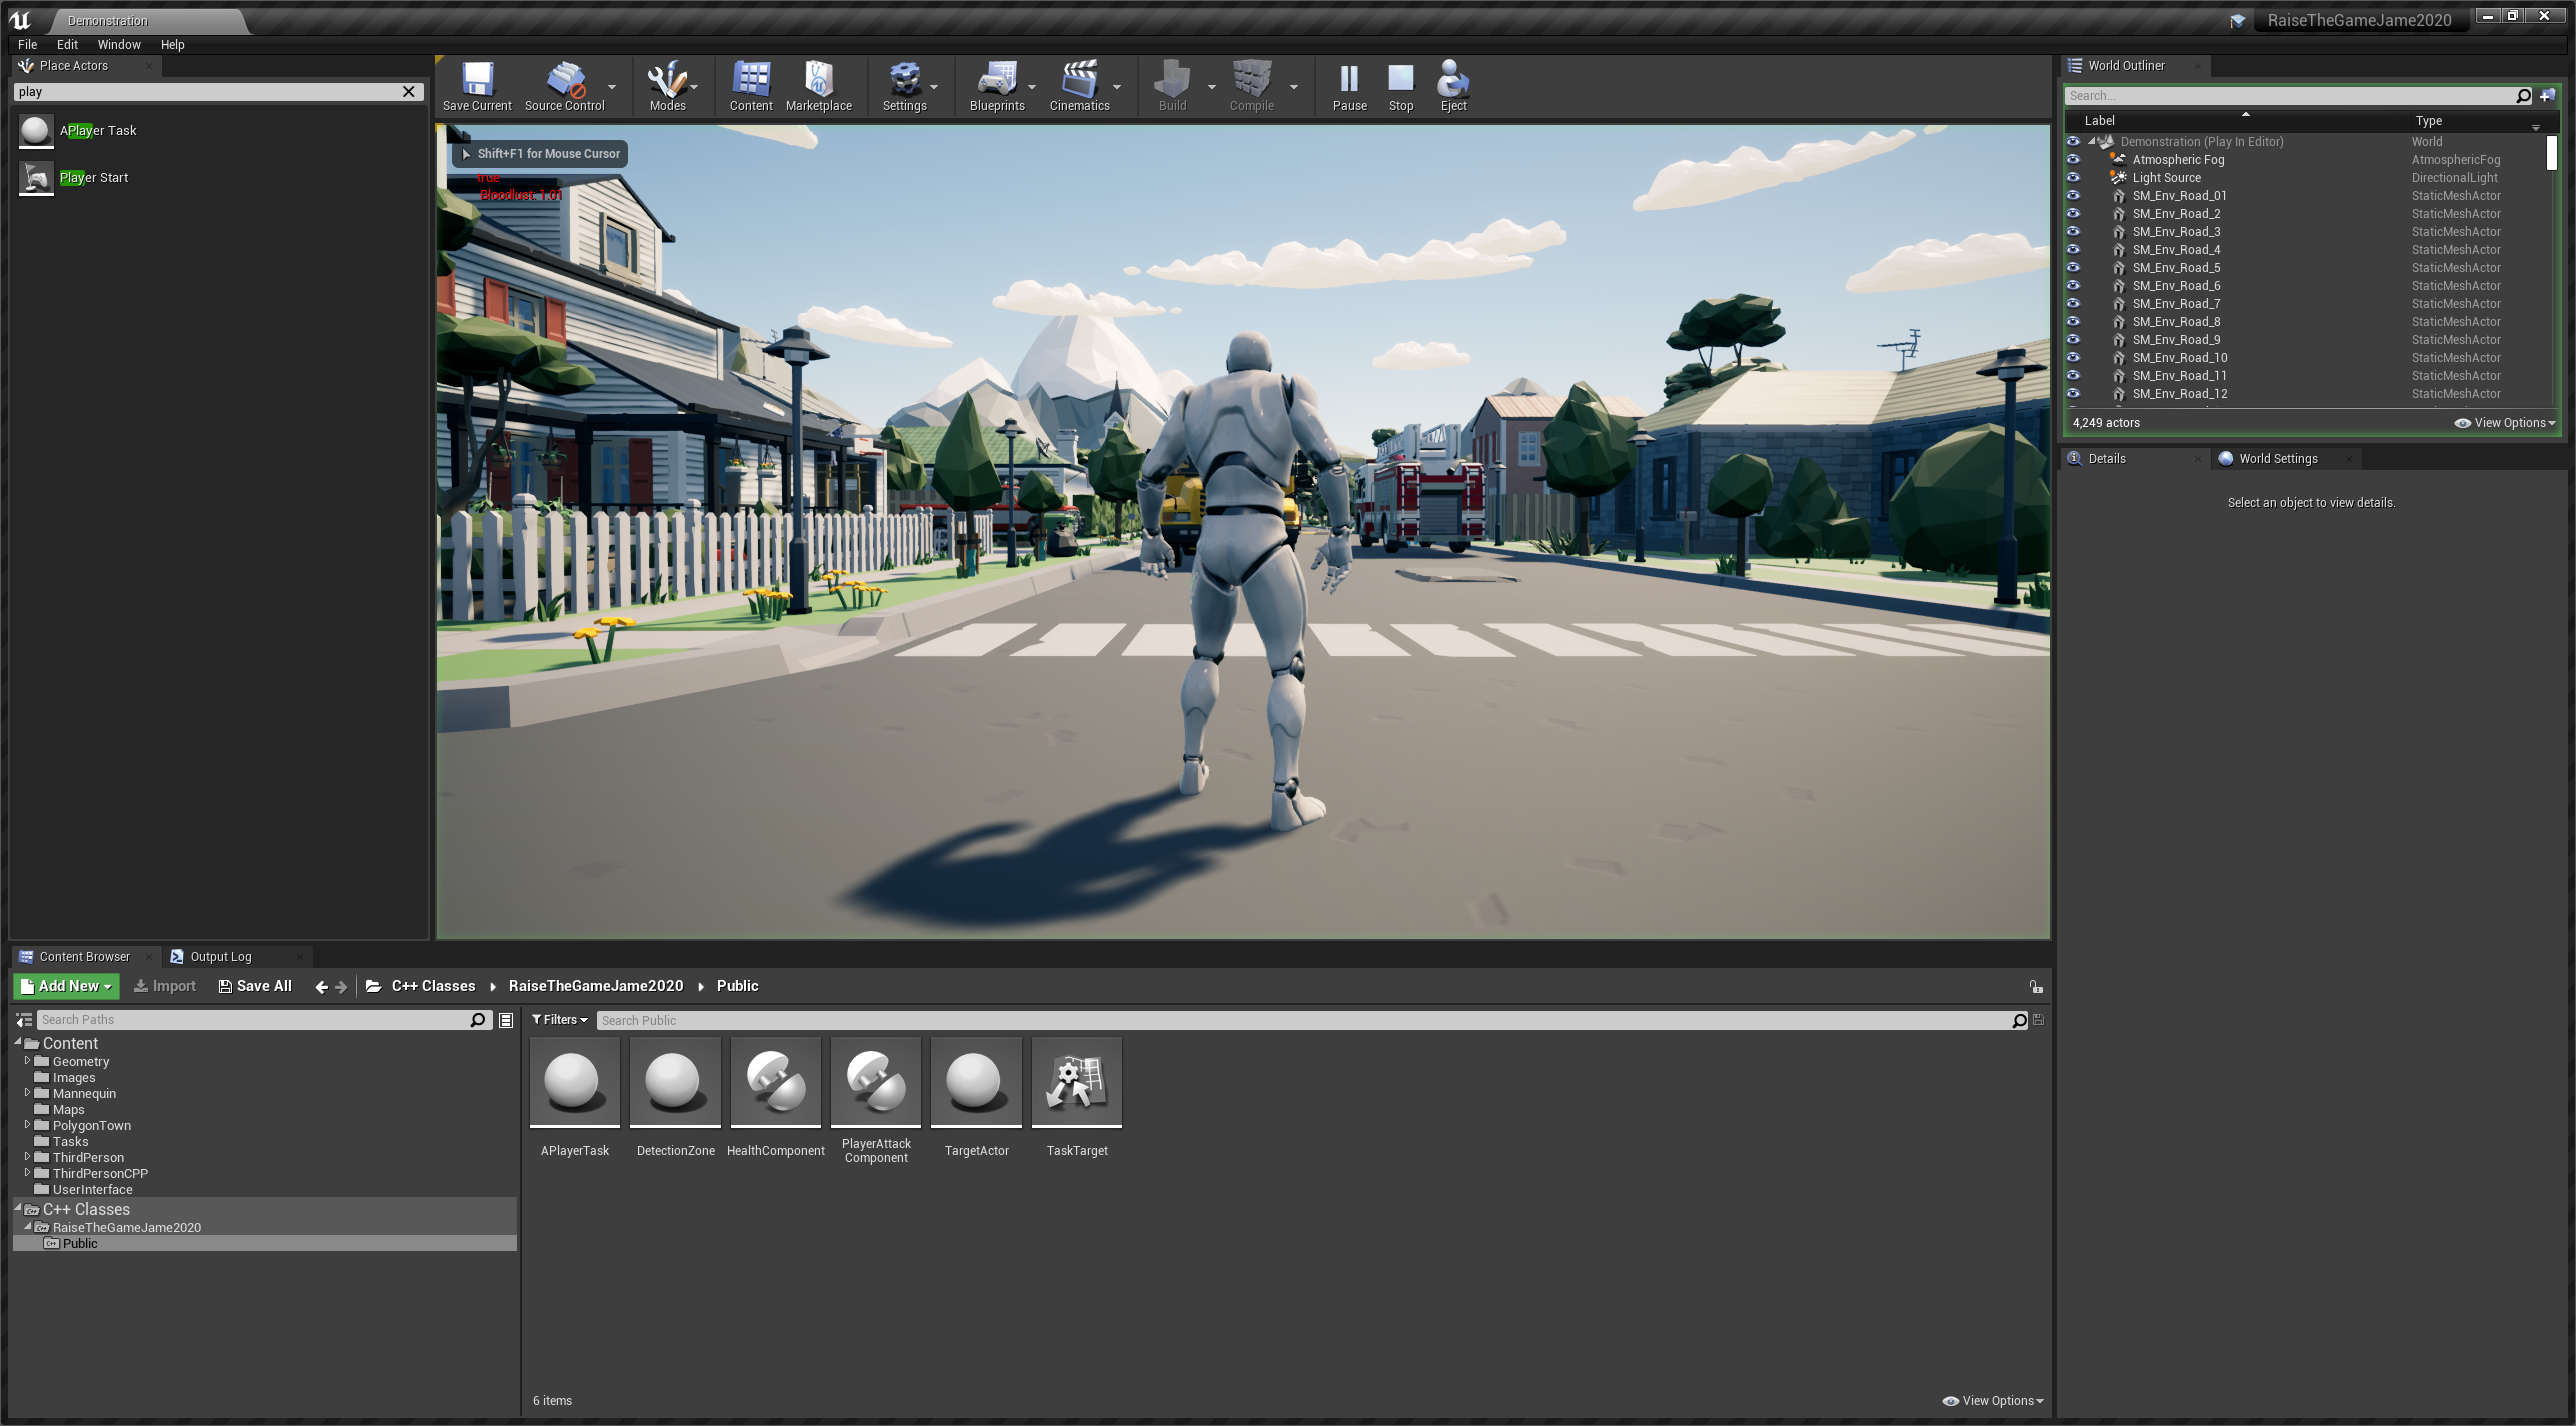 Demonstration
RaiseTheGameJame2020
File Edit Window Help
Place Actors
play
APlayer Task
Player Start
Save Current Source Control Modes Content Marketplace Settings Blueprints Cinematics Build Compile Pause Stop Eject
Shift+F1 for Mouse Cursor
true
Bloodlust: 1.01
World Outliner
Search...
Label Type
Demonstration (Play In Editor) World
Atmospheric Fog AtmosphericFog
Light Source DirectionalLight
SM_Env_Road_01 StaticMeshActor
SM_Env_Road_2 StaticMeshActor
SM_Env_Road_3 StaticMeshActor
SM_Env_Road_4 StaticMeshActor
SM_Env_Road_5 StaticMeshActor
SM_Env_Road_6 StaticMeshActor
SM_Env_Road_7 StaticMeshActor
SM_Env_Road_8 StaticMeshActor
SM_Env_Road_9 StaticMeshActor
SM_Env_Road_10 StaticMeshActor
SM_Env_Road_11 StaticMeshActor
SM_Env_Road_12 StaticMeshActor
4,249 actors View Options
Details World Settings
Select an object to view details.
Content Browser Output Log
Add New Import Save All C++ Classes RaiseTheGameJame2020 Public
Search Paths
Content
Geometry
Images
Mannequin
Maps
PolygonTown
Tasks
ThirdPerson
ThirdPersonCPP
UserInterface
C++ Classes
RaiseTheGameJame2020
Public
Filters Search Public
APlayerTask DetectionZone HealthComponent PlayerAttack Component TargetActor TaskTarget
6 items View Options